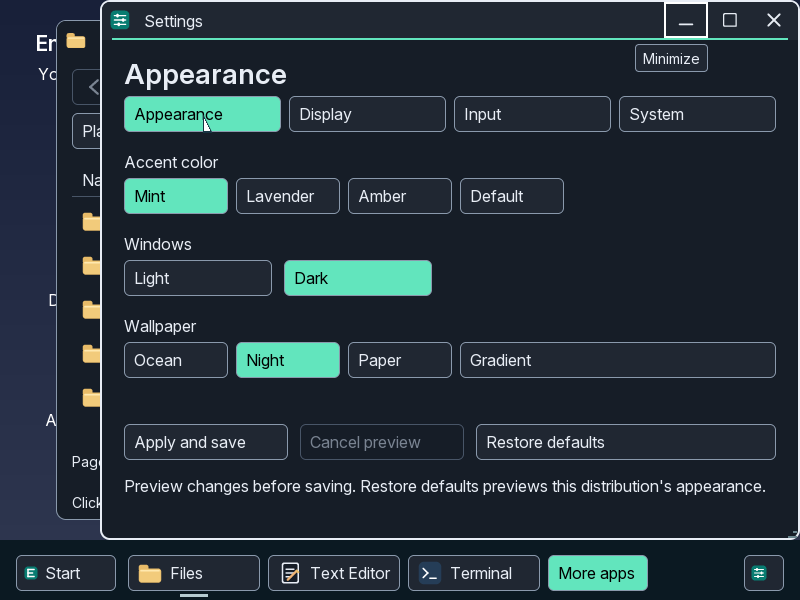 Settings
Minimize
Appearance
Appearance Display Input System
Accent color
Mint Lavender Amber Default
Windows
Light Dark
Wallpaper
Ocean Night Paper Gradient
Apply and save Cancel preview Restore defaults
Preview changes before saving. Restore defaults previews this distribution's appearance.
Page
Click
Start Files Text Editor Terminal More apps